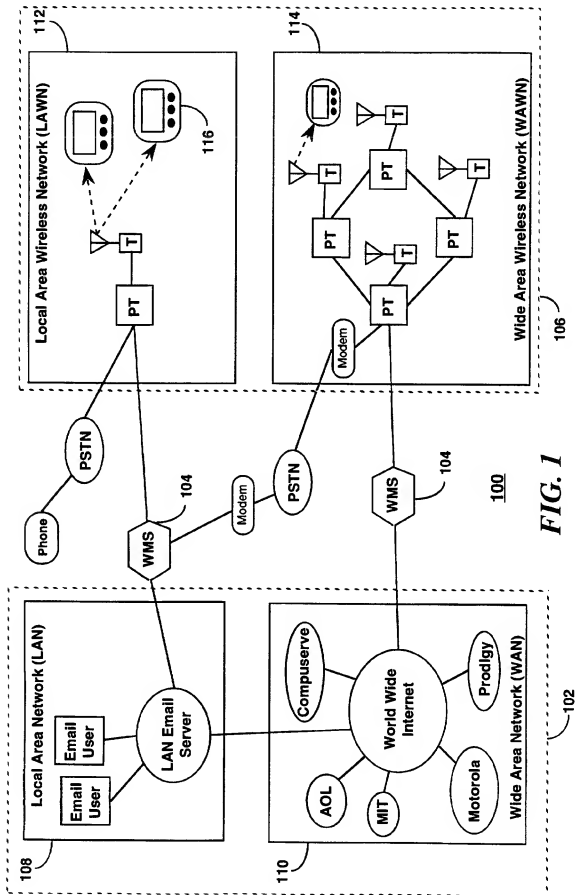 112
Local Area Wireless Network (LAWN)
116
T
PT
PSTN
Phone
114
T
T
T
T
PT
PT
PT
PT
T
Modem
Wide Area Wireless Network (WAWN)
106
104
WMS
Modem
PSTN
104
WMS
100
FIG. 1
Local Area Network (LAN)
Email
User
Email
User
LAN Email
Server
108
Compuserve
AOL
World Wide
Internet
MIT
Prodigy
Motorola
Wide Area Network (WAN)
110
102